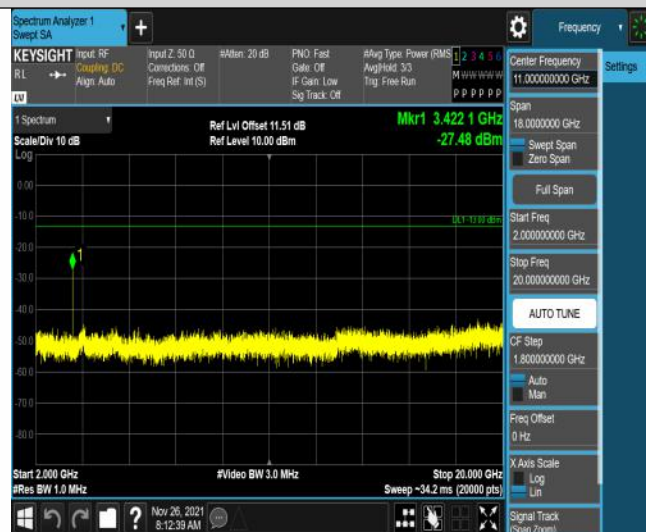 Spectrum Analyzer 1
Swept SA
Frequency
KEYSIGHT
RL
Input: RF
Coupling: DC
Align: Auto
Input Z: 50 Ω
Corrections: Off
Freq Ref: Int (S)
#Atten: 20 dB
PNO: Fast
Gate: Off
IF Gain: Low
Sig Track: Off
#Avg Type: Power (RMS
Avg|Hold: 3/3
Trig: Free Run
1 2 3 4 5 6
M W W W W W
P P P P P P
1 Spectrum
Scale/Div 10 dB
Log
Ref Lvl Offset 11.51 dB
Ref Level 10.00 dBm
Mkr1 3.422 1 GHz
-27.48 dBm
0.00
-10.0
DL1 -13.00 dBm
-20.0
1
-30.0
-40.0
-50.0
-60.0
-70.0
-80.0
Start 2.000 GHz
#Video BW 3.0 MHz
Stop 20.000 GHz
#Res BW 1.0 MHz
Sweep ~34.2 ms (20000 pts)
Nov 26, 2021
8:12:39 AM
Center Frequency
11.000000000 GHz
Settings
Span
18.0000000 GHz
Swept Span
Zero Span
Full Span
Start Freq
2.000000000 GHz
Stop Freq
20.000000000 GHz
AUTO TUNE
CF Step
1.800000000 GHz
Auto
Man
Freq Offset
0 Hz
X Axis Scale
Log
Lin
Signal Track
(Span Zoom)